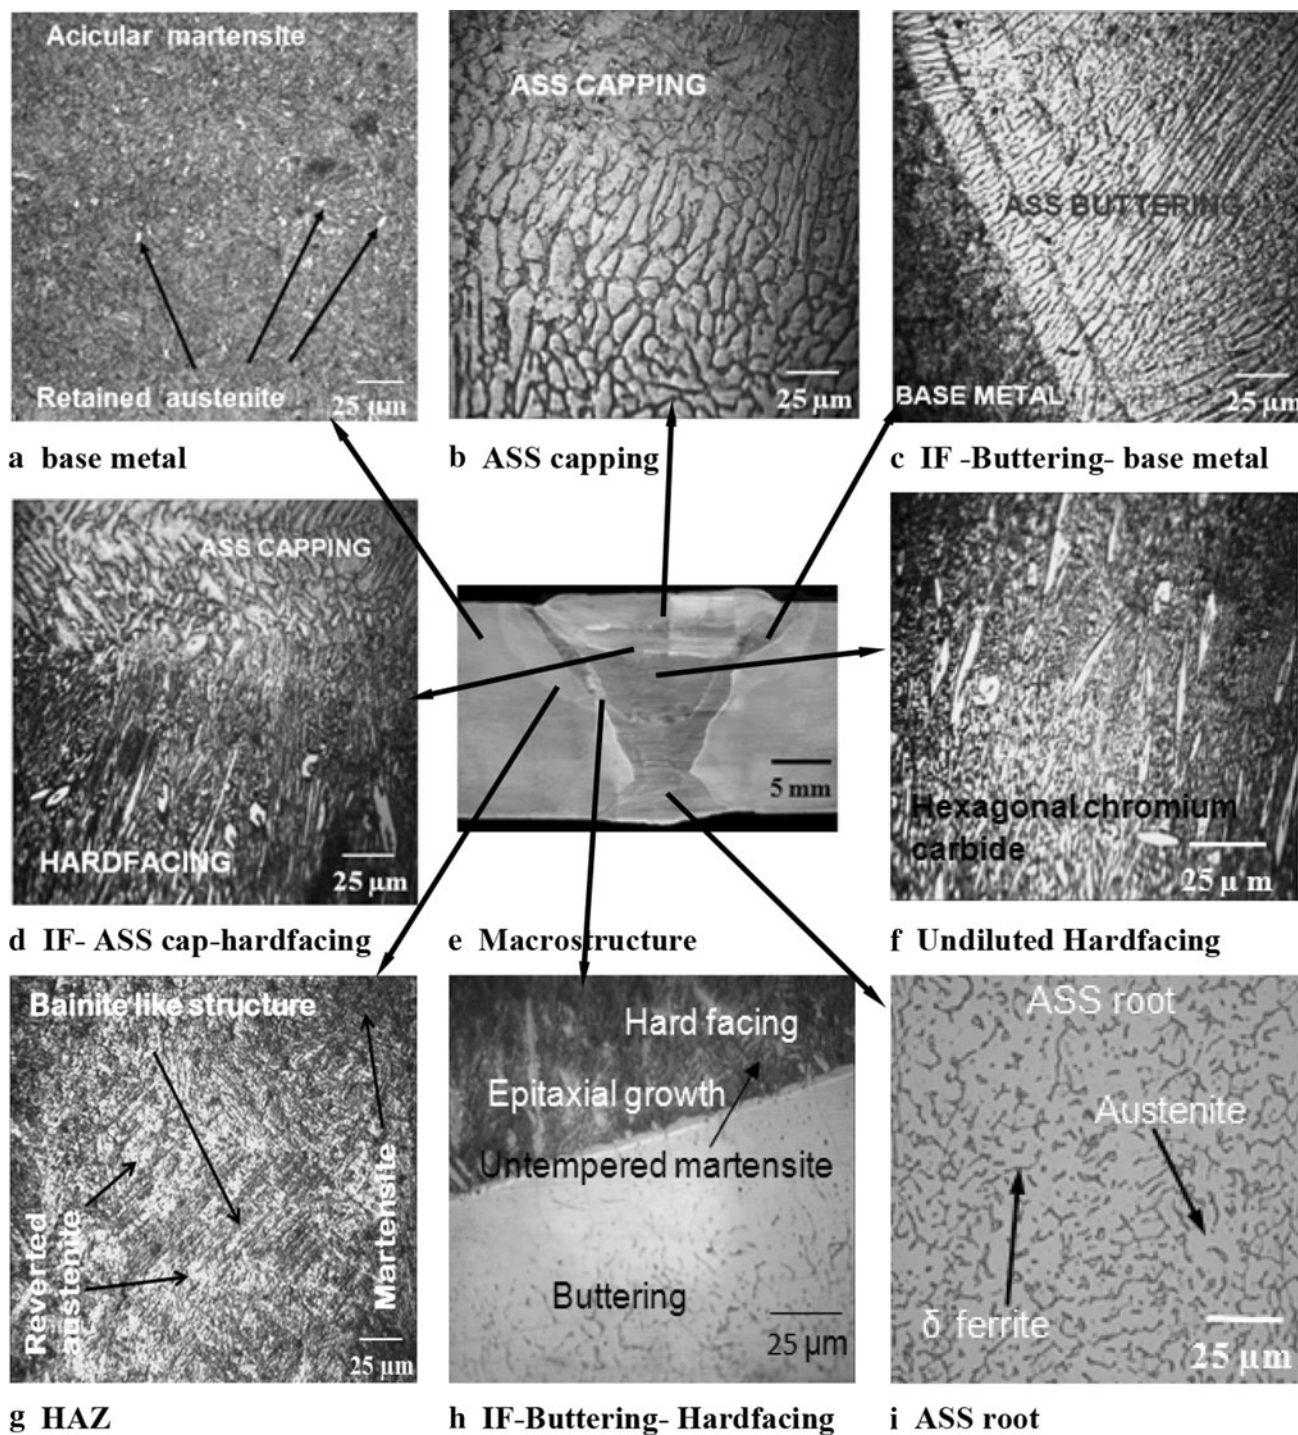 Acicular martensite
Retained austenite
25 µm
a base metal
ASS CAPPING
25 µm
b ASS capping
ASS BUTTERING
BASE METAL
25 µm
c IF -Buttering- base metal
ASS CAPPING
HARDFACING
25 µm
d IF- ASS cap-hardfacing
5 mm
e Macrostructure
Hexagonal chromium
carbide
25 µ m
f Undiluted Hardfacing
Bainite like structure
Reverted
austenite
Martensite
25 µm
g HAZ
Hard facing
Epitaxial growth
Untempered martensite
Buttering
25 µm
h IF-Buttering- Hardfacing
ASS root
Austenite
δ ferrite
25 µm
i ASS root